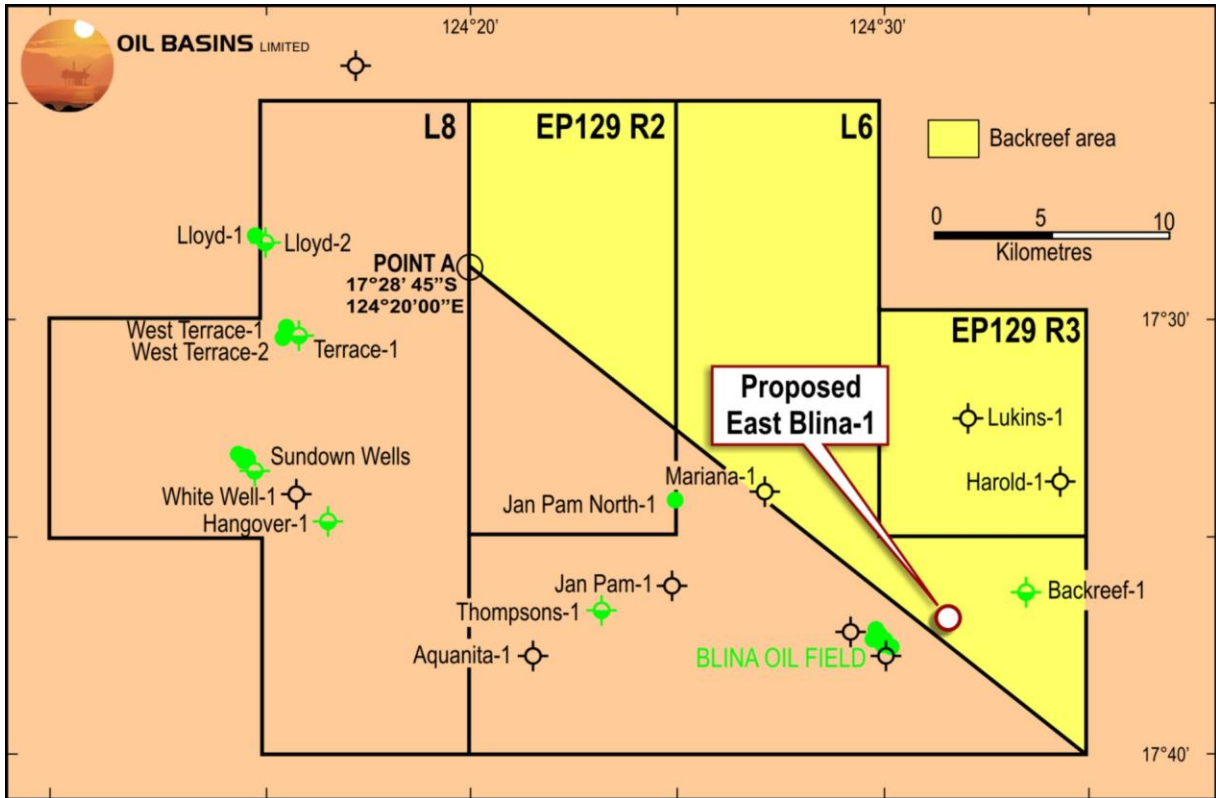 OIL BASINS LIMITED
124°20'
124°30'
L8
EP129 R2
L6
Backreef area
0 5 10
Kilometres
Lloyd-1
Lloyd-2
POINT A
17°28' 45"S
124°20'00"E
17°30'
West Terrace-1
West Terrace-2
Terrace-1
EP129 R3
Proposed
East Blina-1
Lukins-1
Sundown Wells
Mariana-1
Harold-1
White Well-1
Jan Pam North-1
Hangover-1
Jan Pam-1
Backreef-1
Thompsons-1
Aquanita-1
BLINA OIL FIELD
17°40'